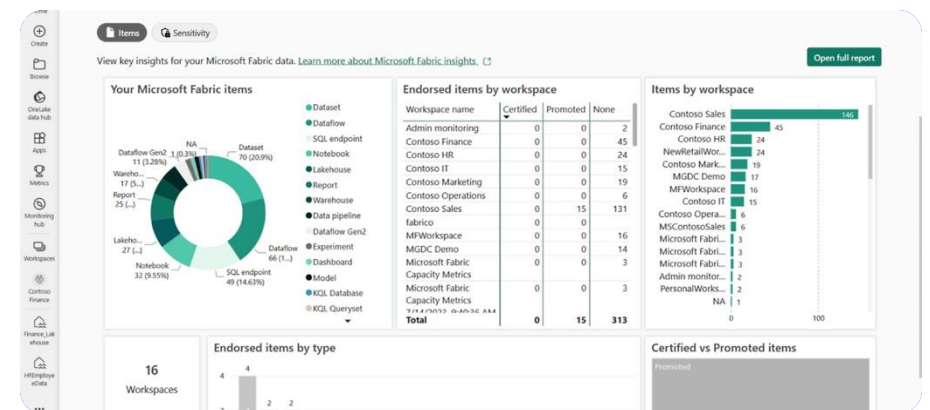 Create
Browse
OneLake
data hub
Apps
Metrics
Monitoring
hub
Workspaces
Contoso
Finance
Finance_Lak
ehouse
HREmploye
eData
Items
Sensitivity
View key insights for your Microsoft Fabric data. Learn more about Microsoft Fabric insights
Open full report
Your Microsoft Fabric items
NA
1 (0.3%)
Dataflow Gen2
11 (3.28%)
Wareho...
17 (5...)
Report
25 (...)
Lakeho...
27 (...)
Notebook
32 (9.55%)
SQL endpoint
49 (14.63%)
Dataflow
66 (1...)
Dataset
70 (20.9%)
Dataset
Dataflow
SQL endpoint
Notebook
Lakehouse
Report
Warehouse
Data pipeline
Dataflow Gen2
Experiment
Dashboard
Model
KQL Database
KQL Queryset
Endorsed items by workspace
Workspace name Certified Promoted None
Admin monitoring 0 0 2
Contoso Finance 0 0 45
Contoso HR 0 0 24
Contoso IT 0 0 15
Contoso Marketing 0 0 19
Contoso Operations 0 0 6
Contoso Sales 0 15 131
fabrico 0 0
MFWorkspace 0 0 16
MGDC Demo 0 0 14
Microsoft Fabric 0 0 3
Capacity Metrics
Microsoft Fabric 0 0 3
Capacity Metrics
Total 0 15 313
Items by workspace
Contoso Sales 146
Contoso Finance 45
Contoso HR 24
NewRetailWor... 24
Contoso Mark... 19
MGDC Demo 17
MFWorkspace 16
Contoso IT 15
Contoso Opera... 6
MSContosoSales 6
Microsoft Fabri... 3
Microsoft Fabri... 3
Microsoft Fabri... 3
Admin monitor... 2
PersonalWorks... 2
NA 1
0 100
16
Workspaces
Endorsed items by type
4
4
2 2
Certified vs Promoted items
Promoted